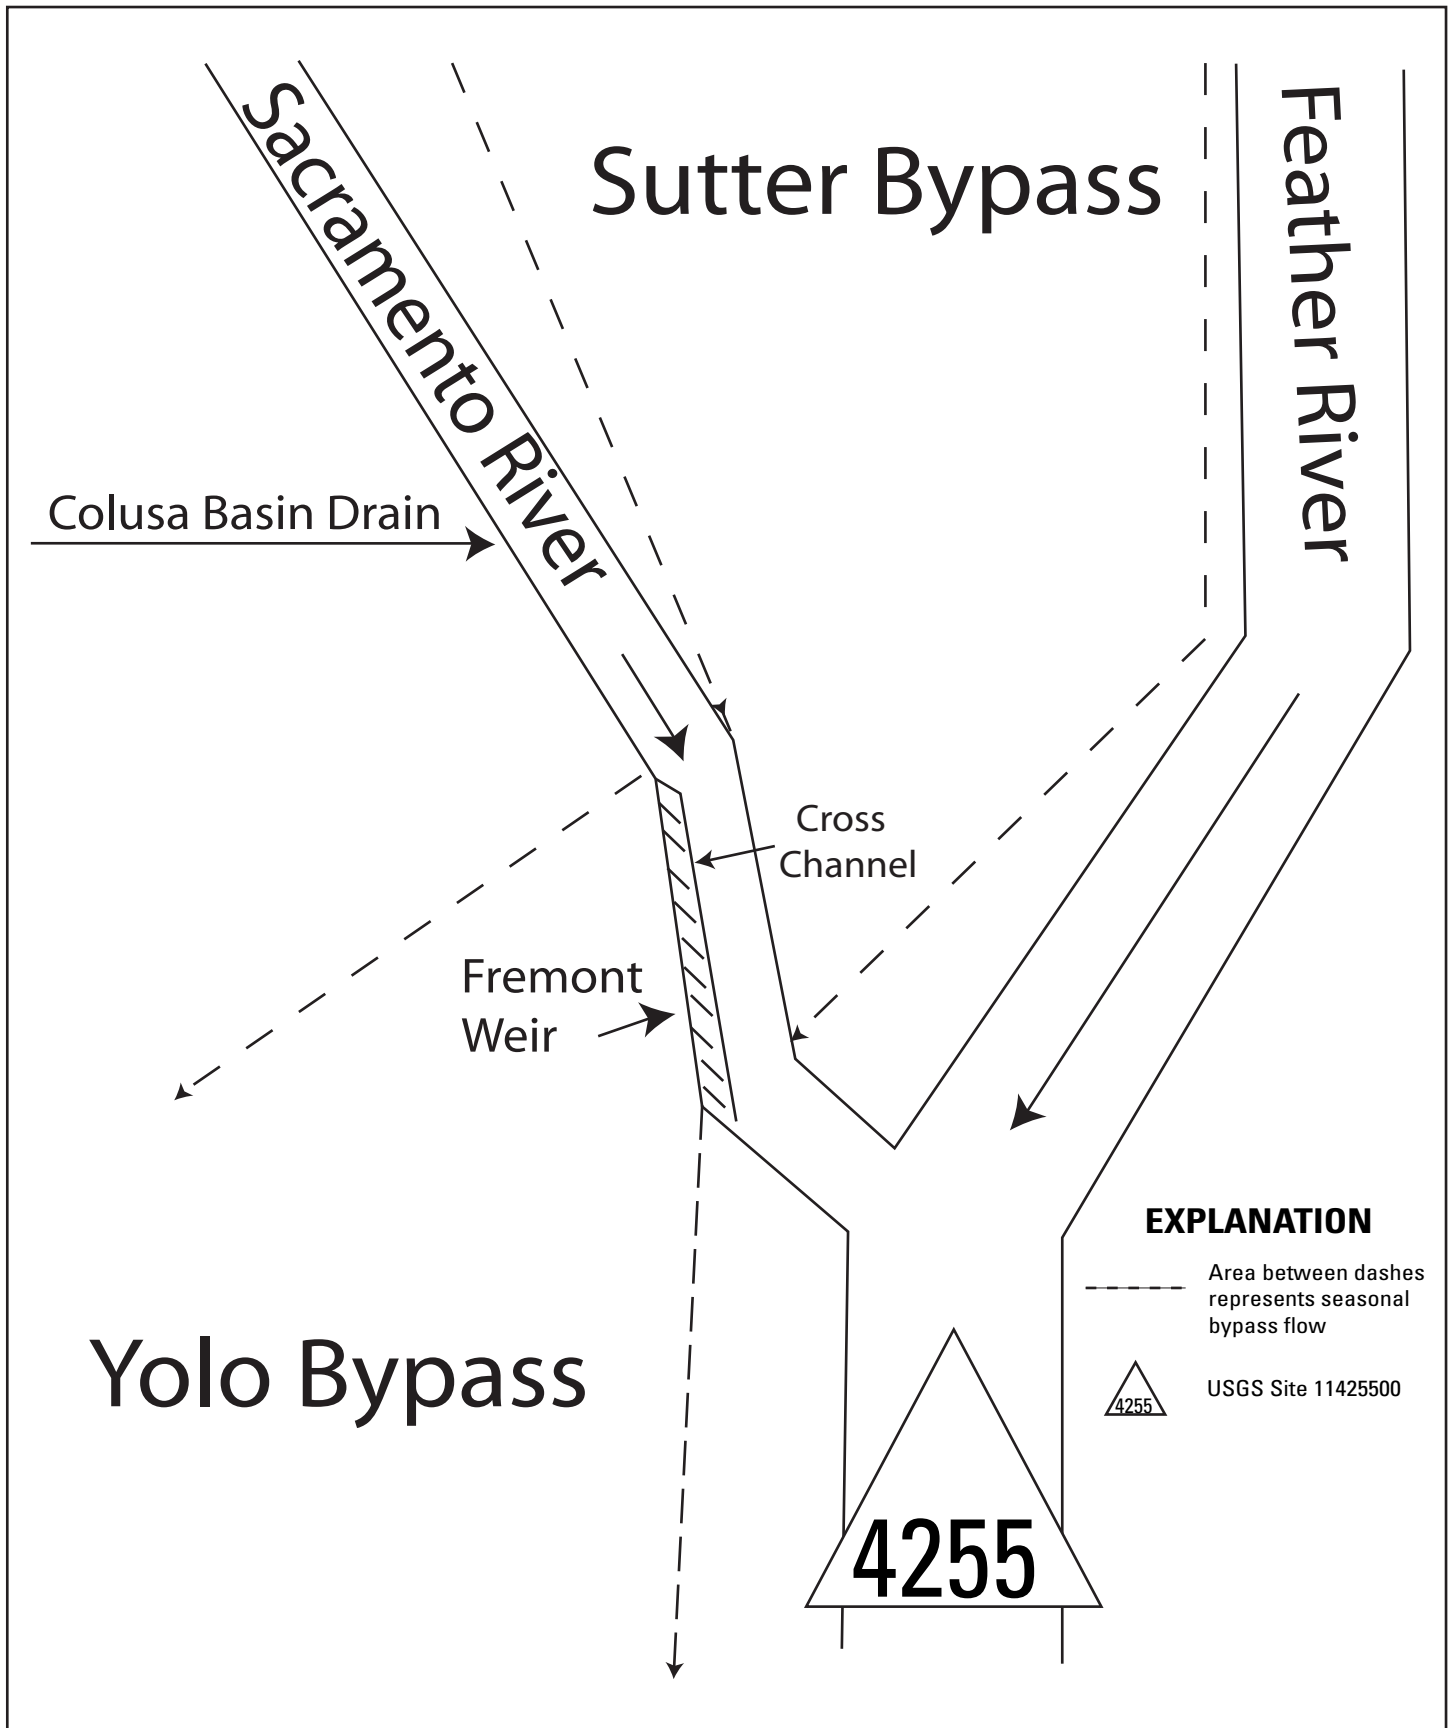 Sacramento River
Sutter Bypass
Feather River
Colusa Basin Drain
Cross
Channel
Fremont
Weir
Yolo Bypass
EXPLANATION
Area between dashes
represents seasonal
bypass flow
4255
USGS Site 11425500
4255